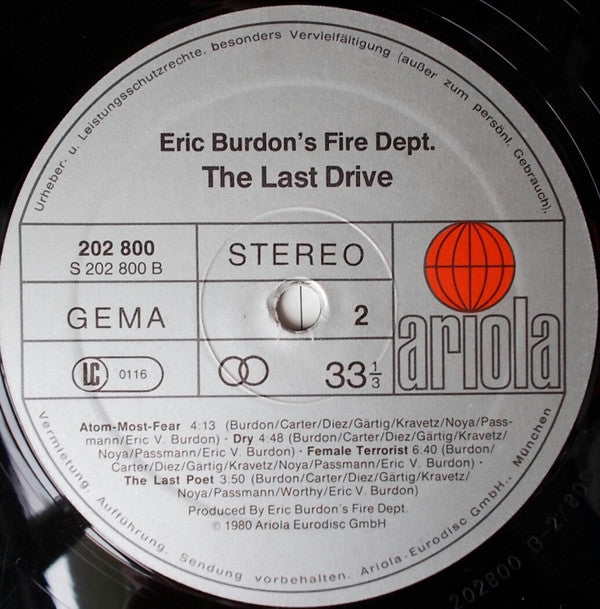 Urheber- u. Leistungsschutzrechte, besonders Vervielfältigung (außer zum persönl. Gebrauch).
Eric Burdon's Fire Dept.
The Last Drive
202 800
S 202 800 B
STEREO
GEMA
2
LC 0116
33 1/3
ariola
Atom-Most-Fear 4:13 (Burdon/Carter/Diez/Gärtig/Kravetz/Noya/Pass-
mann/Eric V. Burdon) · Dry 4:48 (Burdon/Carter/Diez/Gärtig/Kravetz/
Noya/Passmann/Eric V. Burdon) · Female Terrorist 6:40 (Burdon/
Carter/Diez/Gärtig/Kravetz/Noya/Passmann/Eric V. Burdon) ·
The Last Poet 3:50 (Burdon/Carter/Diez/Gärtig/Kravetz/
Noya/Passmann/Worthy/Eric V. Burdon)
Produced By Eric Burdon's Fire Dept.
℗ 1980 Ariola Eurodisc GmbH
Vermietung, Aufführung, Sendung vorbehalten. Ariola-Eurodisc GmbH., München